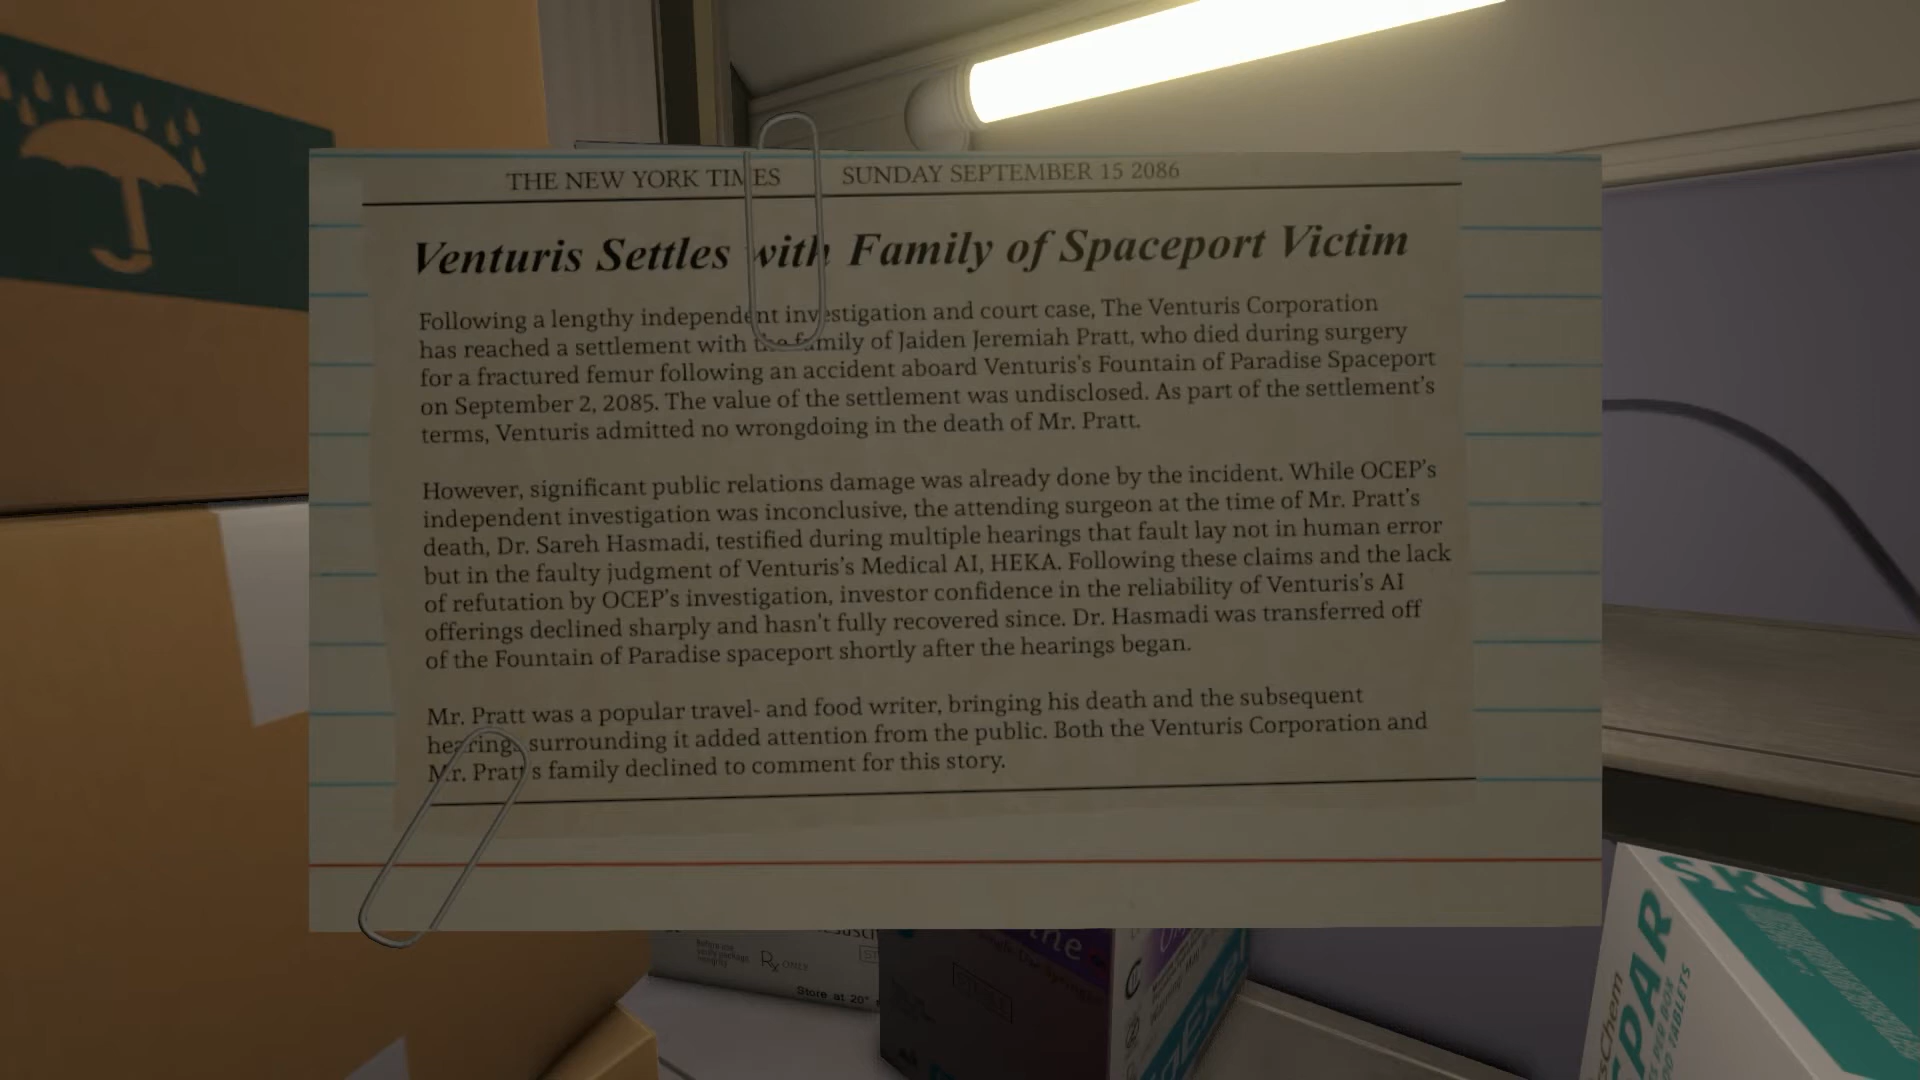 THE NEW YORK TIMES SUNDAY SEPTEMBER 15 2086
Venturis Settles with Family of Spaceport Victim
Following a lengthy independent investigation and court case, The Venturis Corporation
has reached a settlement with the family of Jaiden Jeremiah Pratt, who died during surgery
for a fractured femur following an accident aboard Venturis's Fountain of Paradise Spaceport
on September 2, 2085. The value of the settlement was undisclosed. As part of the settlement's
terms, Venturis admitted no wrongdoing in the death of Mr. Pratt.
However, significant public relations damage was already done by the incident. While OCEP's
independent investigation was inconclusive, the attending surgeon at the time of Mr. Pratt's
death, Dr. Sareh Hasmadi, testified during multiple hearings that fault lay not in human error
but in the faulty judgment of Venturis's Medical AI, HEKA. Following these claims and the lack
of refutation by OCEP's investigation, investor confidence in the reliability of Venturis's AI
offerings declined sharply and hasn't fully recovered since. Dr. Hasmadi was transferred off
of the Fountain of Paradise spaceport shortly after the hearings began.
Mr. Pratt was a popular travel- and food writer, bringing his death and the subsequent
hearings surrounding it added attention from the public. Both the Venturis Corporation and
Mr. Pratt's family declined to comment for this story.
Rx ONLY
Store at 20°
PER BOX
TABLETS